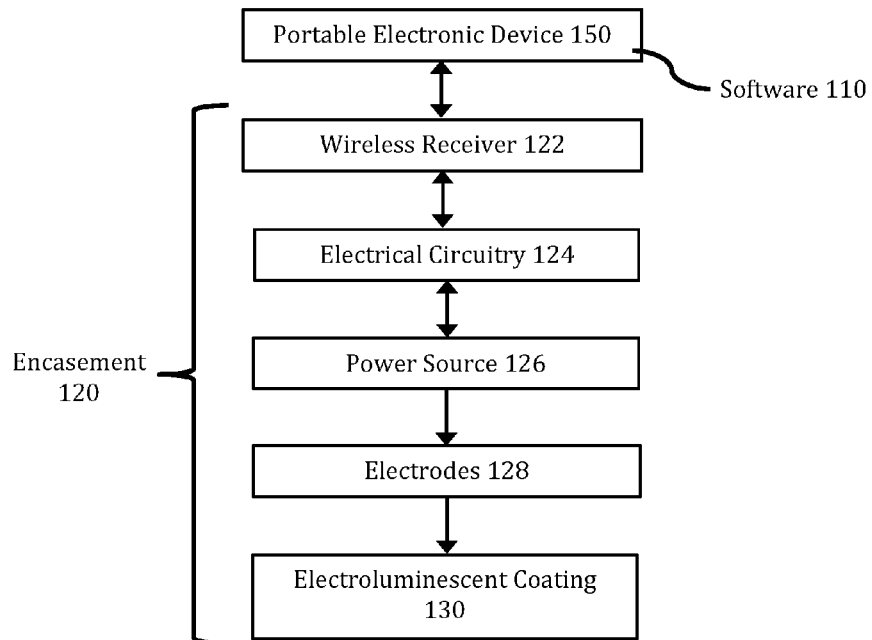 Portable Electronic Device 150
Software 110
Wireless Receiver 122
Electrical Circuitry 124
Encasement
120
Power Source 126
Electrodes 128
Electroluminescent Coating
130